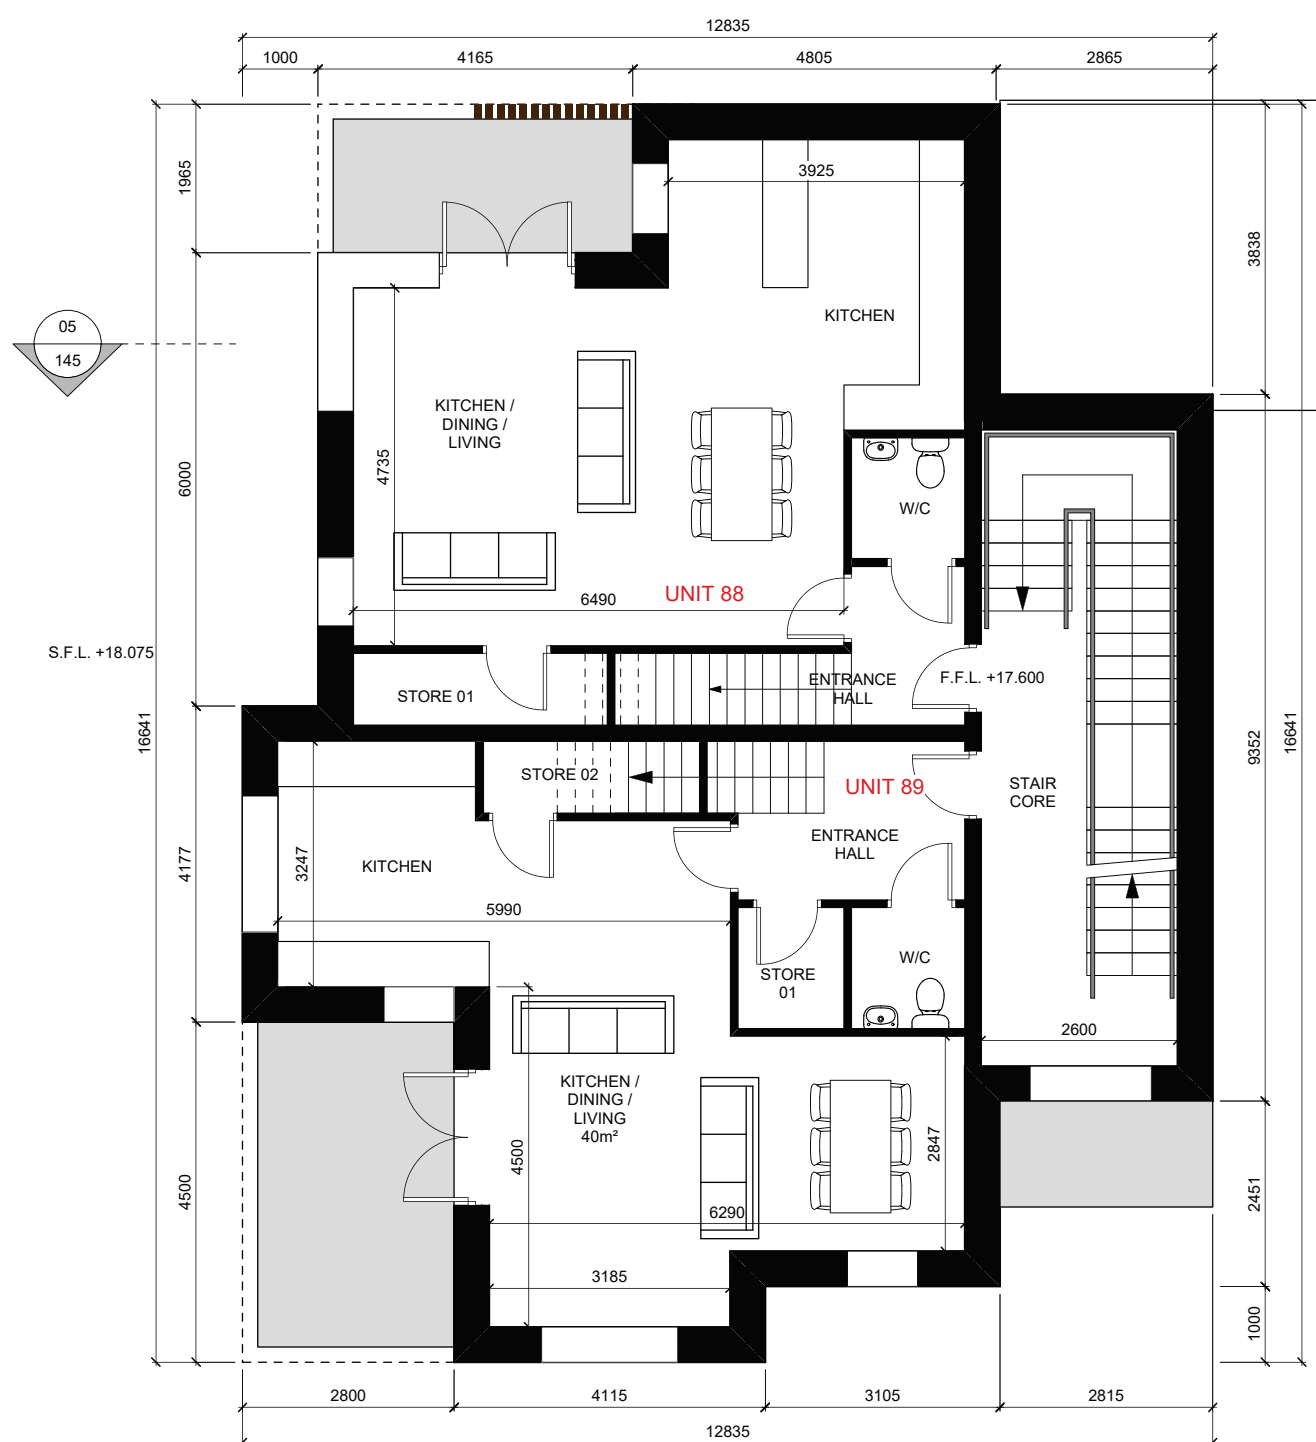 12835
1000
4165
4805
2865
1965
3925
3838
KITCHEN
05
145
KITCHEN /
DINING /
LIVING
4735
6000
W/C
UNIT 88
6490
S.F.L. +18.075
ENTRANCE
HALL
F.F.L. +17.600
STORE 01
16641
16641
9352
STORE 02
UNIT 89
STAIR
CORE
ENTRANCE
HALL
4177
3247
KITCHEN
5990
W/C
STORE
01
2600
KITCHEN /
DINING /
LIVING
40m²
4500
4500
2847
2451
6290
3185
1000
2800
4115
3105
2815
12835